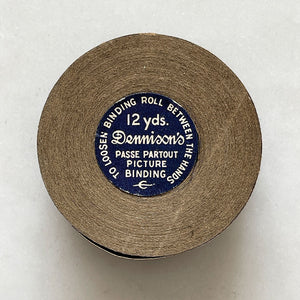 TO LOOSEN BINDING ROLL BETWEEN THE HANDS
12 yds.
Dennison's
PASSE PARTOUT
PICTURE
BINDING